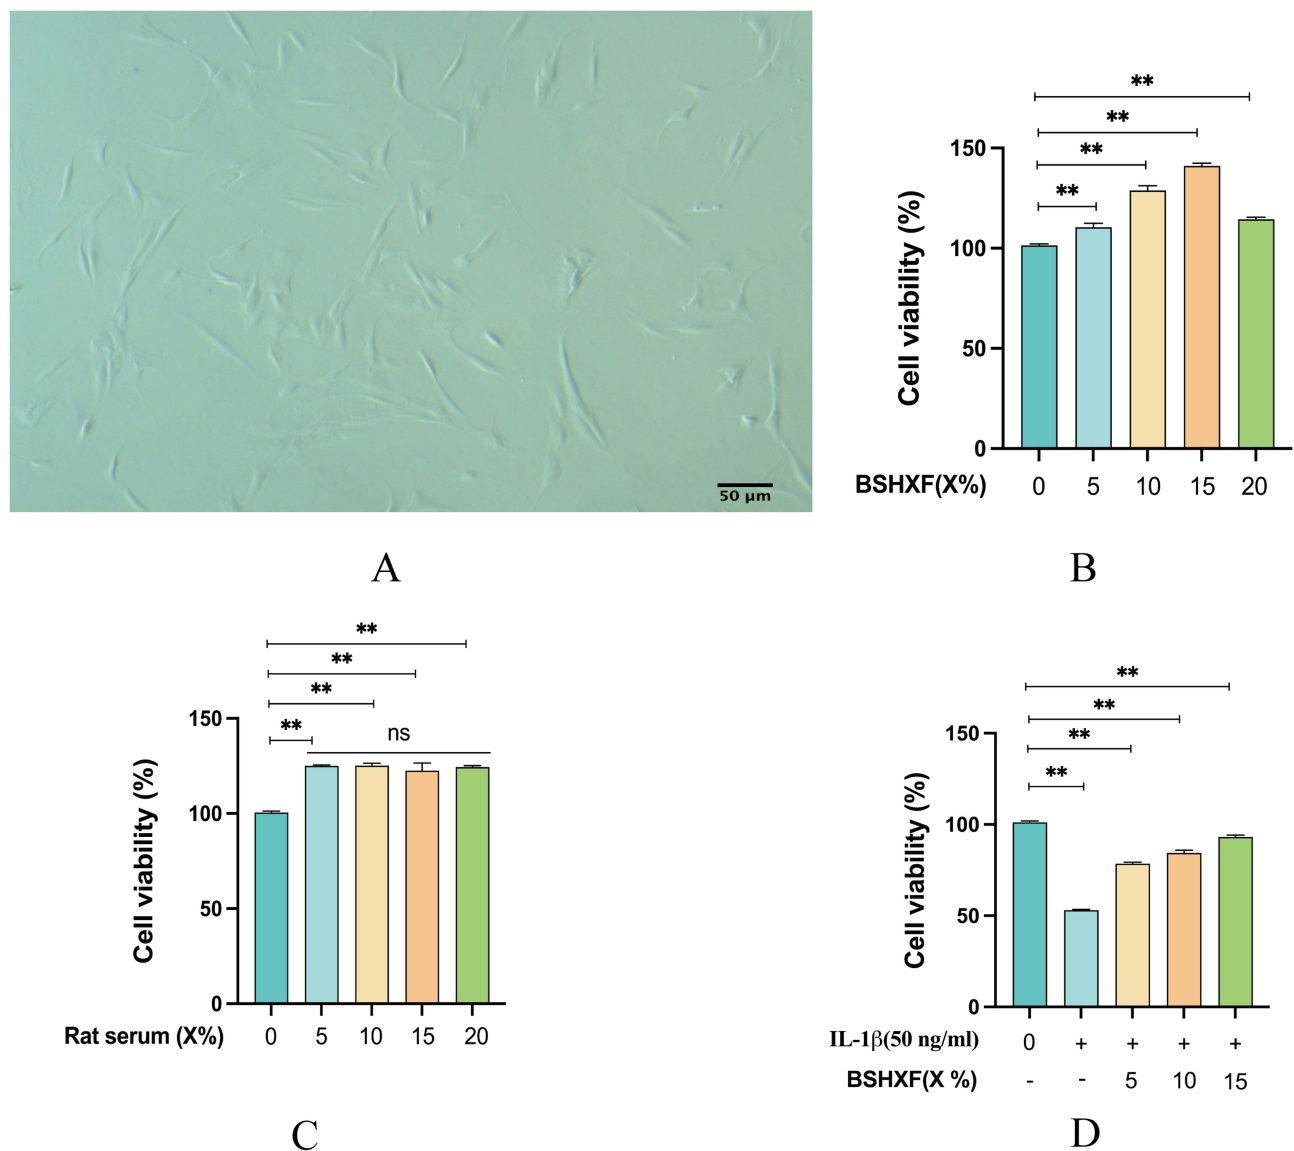 50 µm
A
**
**
**
**
150
100
50
0
Cell viability (%)
BSHXF(X%) 0 5 10 15 20
B
**
**
**
**
ns
150
100
50
0
Cell viability (%)
Rat serum (X%) 0 5 10 15 20
C
**
**
**
**
150
100
50
0
Cell viability (%)
IL-1β(50 ng/ml) 0 + + + +
BSHXF(X %) - - 5 10 15
D